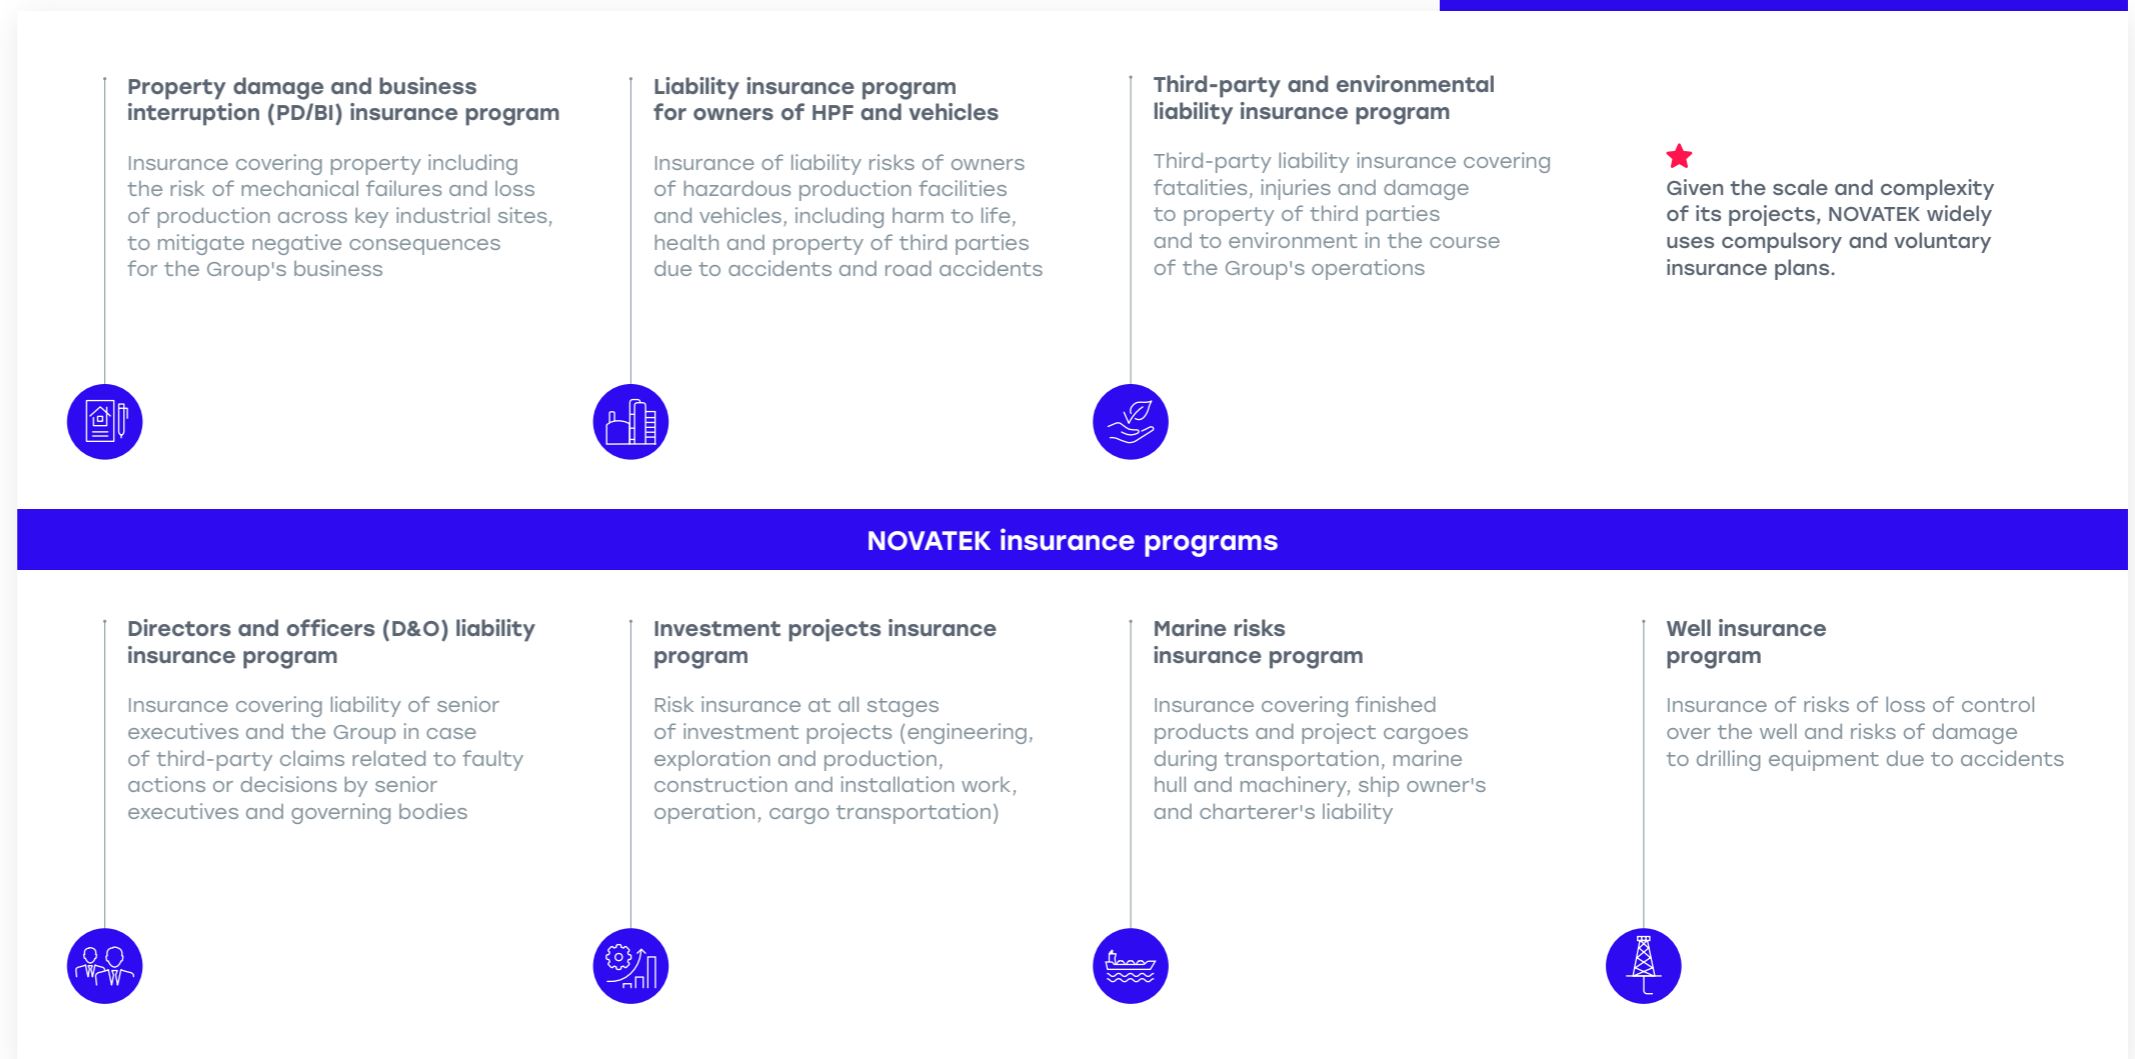 Property damage and business
interruption (PD/BI) insurance program
Insurance covering property including
the risk of mechanical failures and loss
of production across key industrial sites,
to mitigate negative consequences
for the Group's business
Liability insurance program
for owners of HPF and vehicles
Insurance of liability risks of owners
of hazardous production facilities
and vehicles, including harm to life,
health and property of third parties
due to accidents and road accidents
Third-party and environmental
liability insurance program
Third-party liability insurance covering
fatalities, injuries and damage
to property of third parties
and to environment in the course
of the Group's operations
Given the scale and complexity
of its projects, NOVATEK widely
uses compulsory and voluntary
insurance plans.
NOVATEK insurance programs
Directors and officers (D&O) liability
insurance program
Insurance covering liability of senior
executives and the Group in case
of third-party claims related to faulty
actions or decisions by senior
executives and governing bodies
Investment projects insurance
program
Risk insurance at all stages
of investment projects (engineering,
exploration and production,
construction and installation work,
operation, cargo transportation)
Marine risks
insurance program
Insurance covering finished
products and project cargoes
during transportation, marine
hull and machinery, ship owner's
and charterer's liability
Well insurance
program
Insurance of risks of loss of control
over the well and risks of damage
to drilling equipment due to accidents